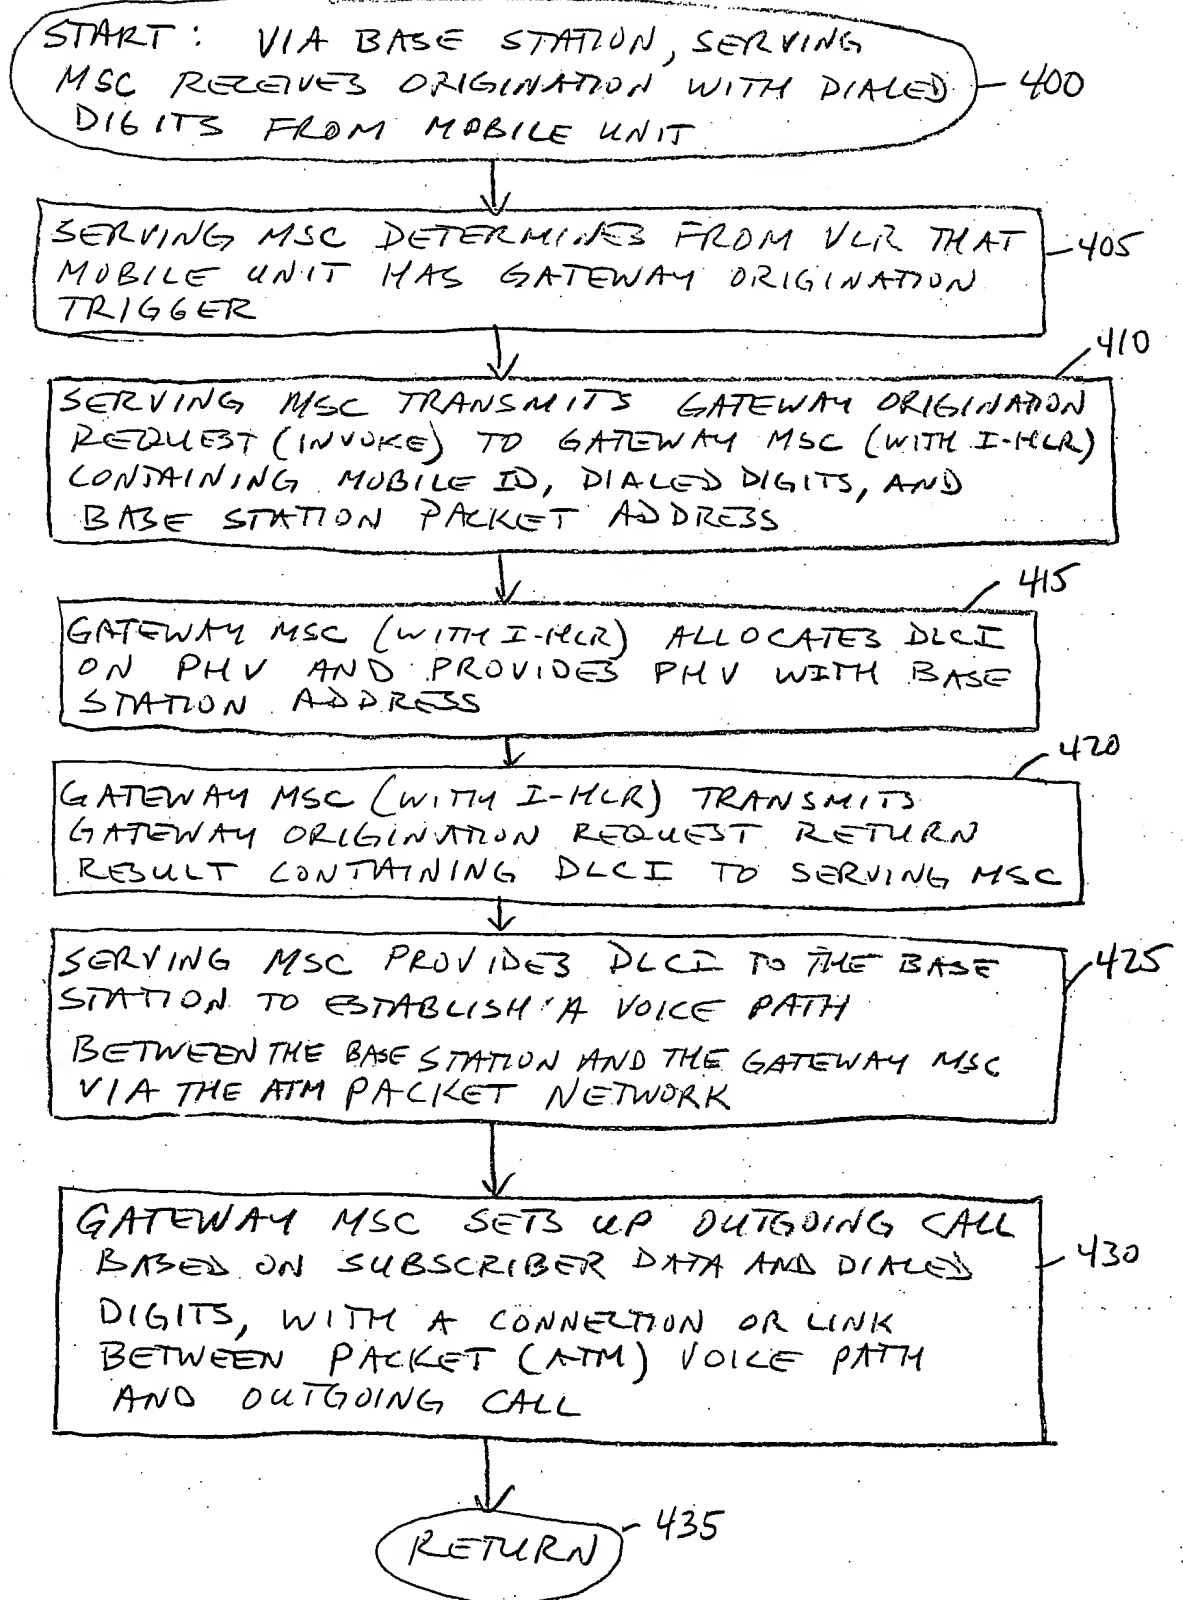 START: VIA BASE STATION, SERVING
MSC RECEIVES ORIGINATION WITH DIALED
DIGITS FROM MOBILE UNIT
400
SERVING MSC DETERMINES FROM VLR THAT
MOBILE UNIT HAS GATEWAY ORIGINATION
TRIGGER
405
410
SERVING MSC TRANSMITS GATEWAY ORIGINATION
REQUEST (INVOKE) TO GATEWAY MSC (WITH I-HLR)
CONTAINING MOBILE ID, DIALED DIGITS, AND
BASE STATION PACKET ADDRESS
415
GATEWAY MSC (WITH I-HLR) ALLOCATES DLCI
ON PHV AND PROVIDES PHV WITH BASE
STATION ADDRESS
420
GATEWAY MSC (WITH I-HLR) TRANSMITS
GATEWAY ORIGINATION REQUEST RETURN
RESULT CONTAINING DLCI TO SERVING MSC
SERVING MSC PROVIDES DLCI TO THE BASE
STATION TO ESTABLISH A VOICE PATH
BETWEEN THE BASE STATION AND THE GATEWAY MSC
VIA THE ATM PACKET NETWORK
425
GATEWAY MSC SETS UP OUTGOING CALL
BASED ON SUBSCRIBER DATA AND DIALED
DIGITS, WITH A CONNECTION OR LINK
BETWEEN PACKET (ATM) VOICE PATH
AND OUTGOING CALL
430
RETURN
435